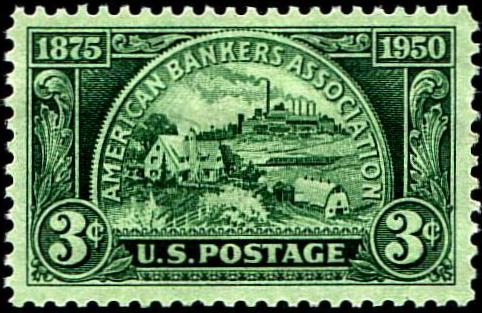 1875 1950
AMERICAN BANKERS ASSOCIATION
3¢ U.S. POSTAGE 3¢